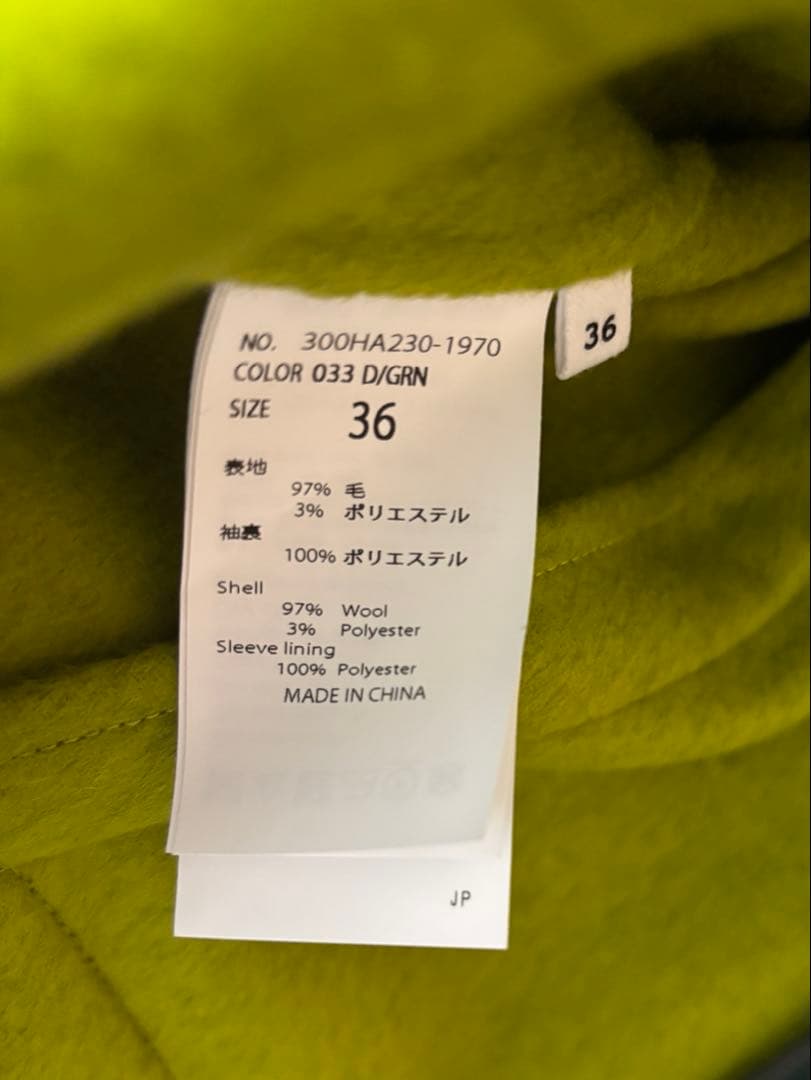 NO. 300HA230-1970
COLOR 033 D/GRN
SIZE 36
表地
97% 毛
3% ポリエステル
袖裏
100% ポリエステル
Shell
97% Wool
3% Polyester
Sleeve lining
100% Polyester
MADE IN CHINA
JP
36